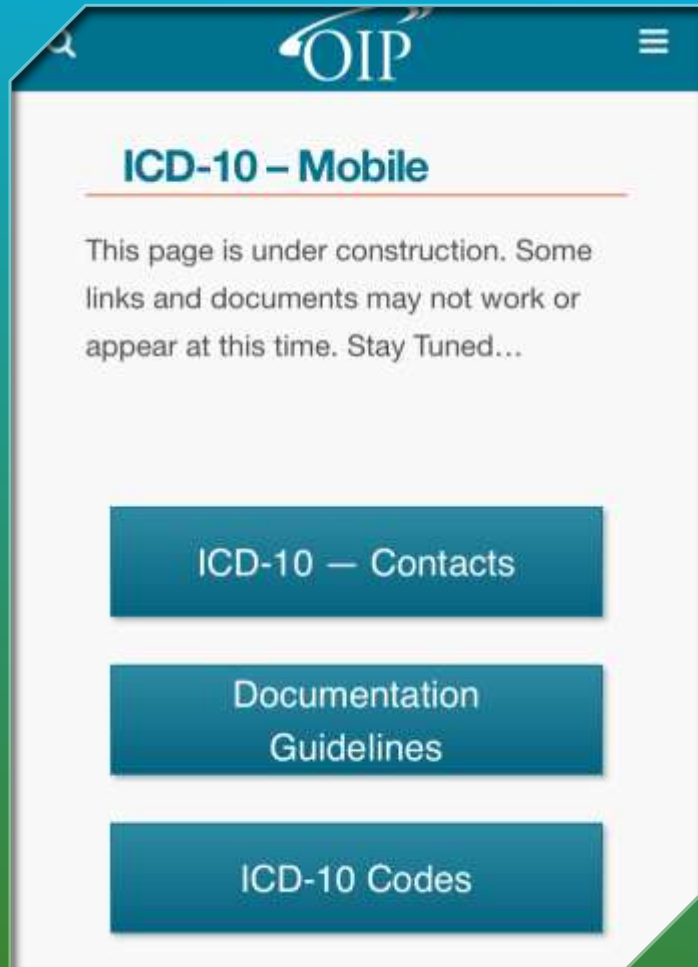 OIP
ICD-10 – Mobile
This page is under construction. Some
links and documents may not work or
appear at this time. Stay Tuned…
ICD-10 — Contacts
Documentation
Guidelines
ICD-10 Codes